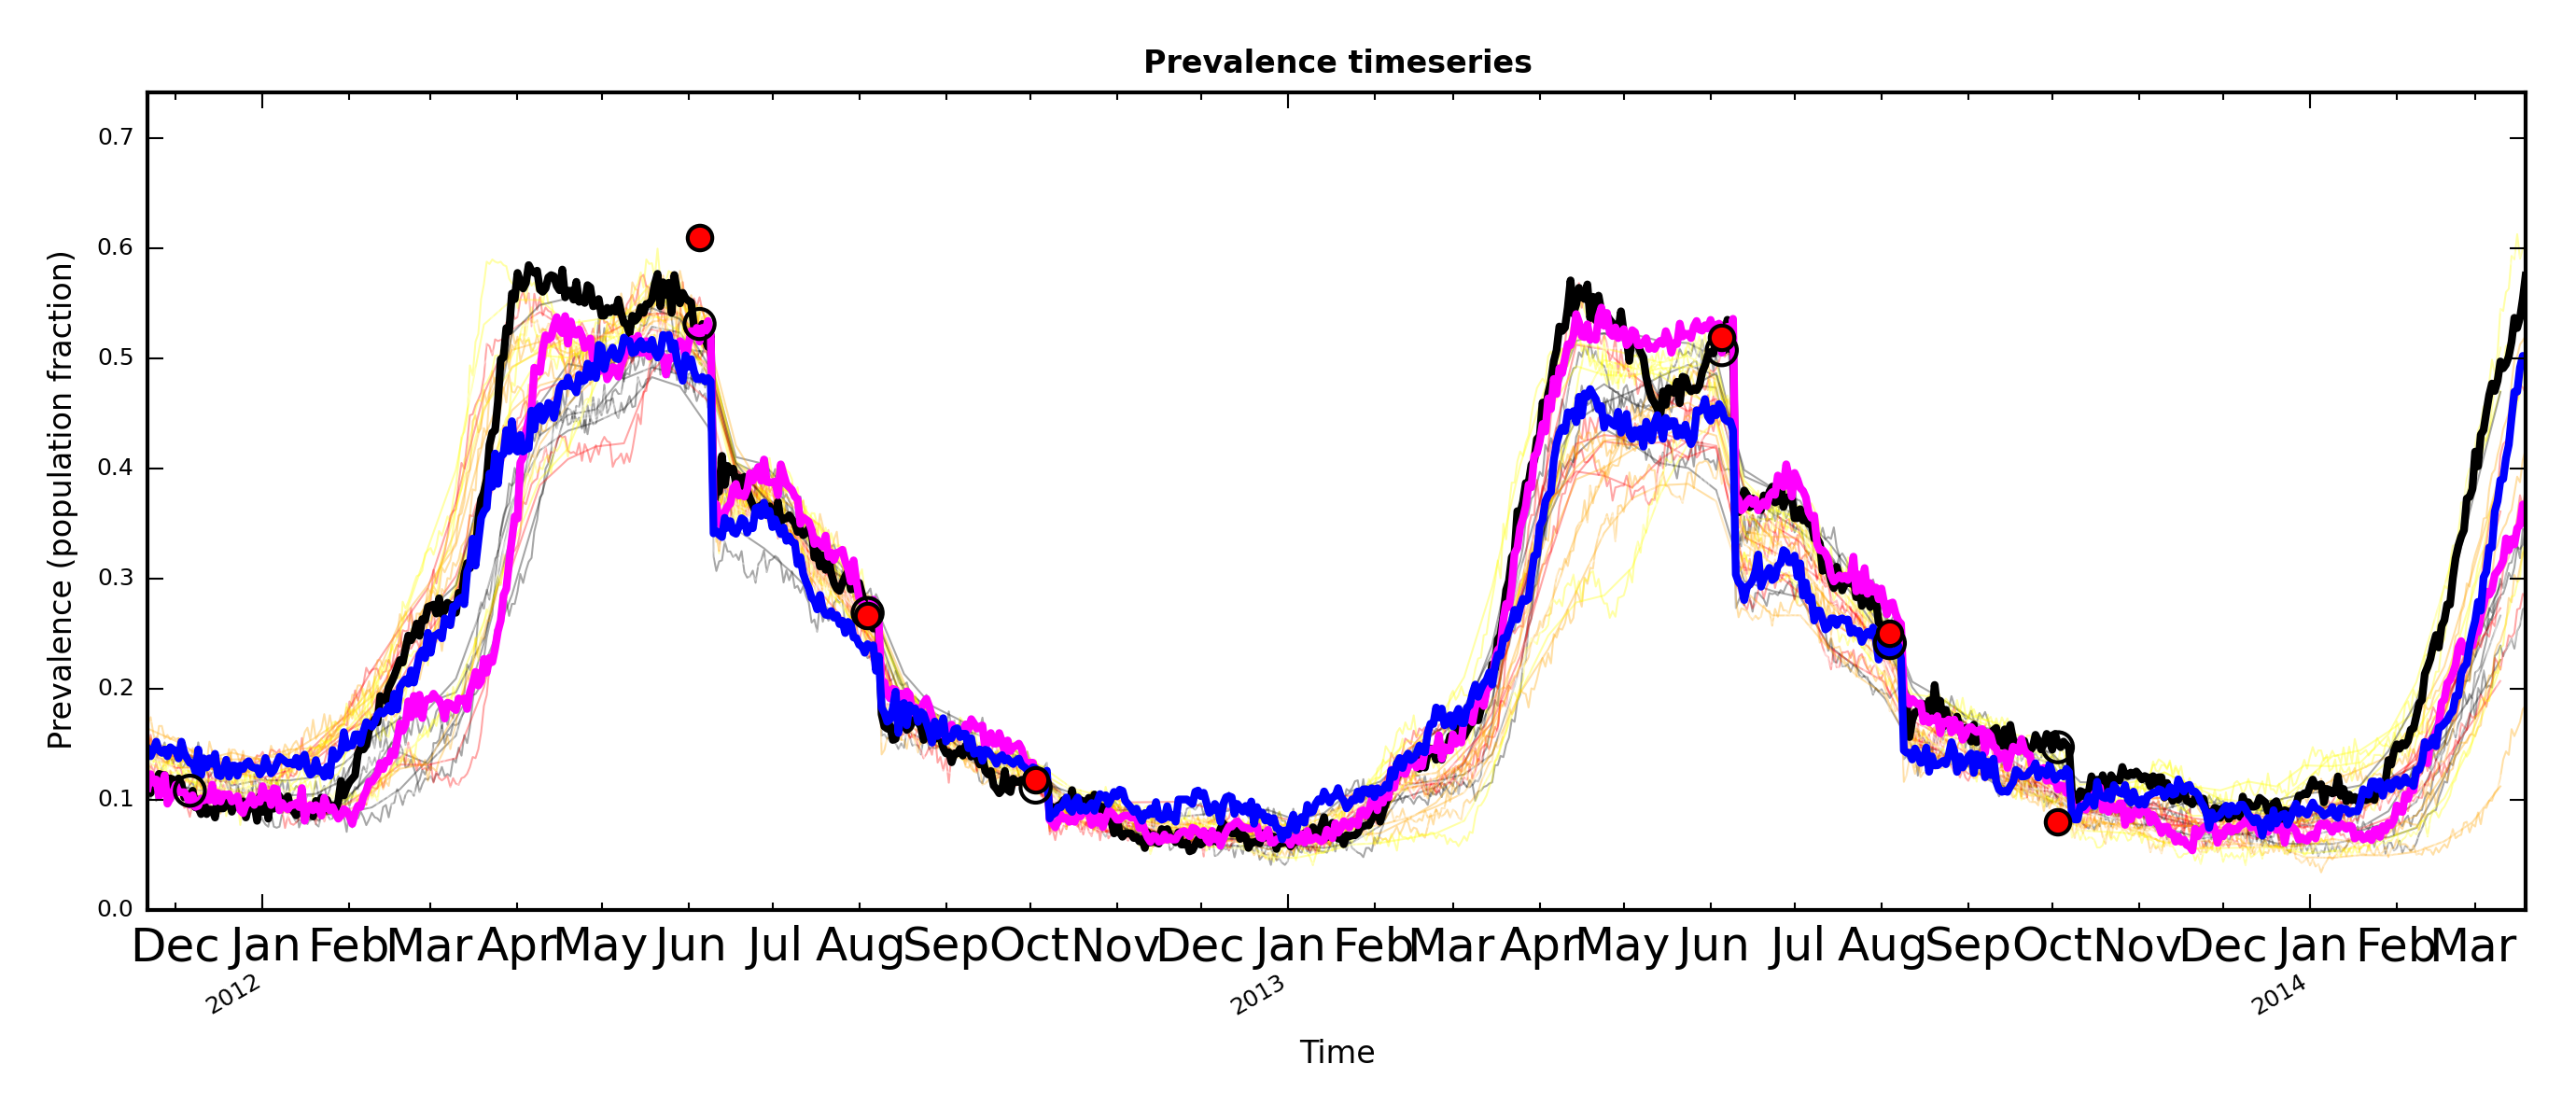 Prevalence timeseries
Prevalence (population fraction)
0.7
0.6
0.5
0.4
0.3
0.2
0.1
0.0
Dec Jan Feb Mar Apr May Jun Jul Aug Sep Oct Nov Dec Jan Feb Mar Apr May Jun Jul Aug Sep Oct Nov Dec Jan Feb Mar
2012 2013 2014
Time